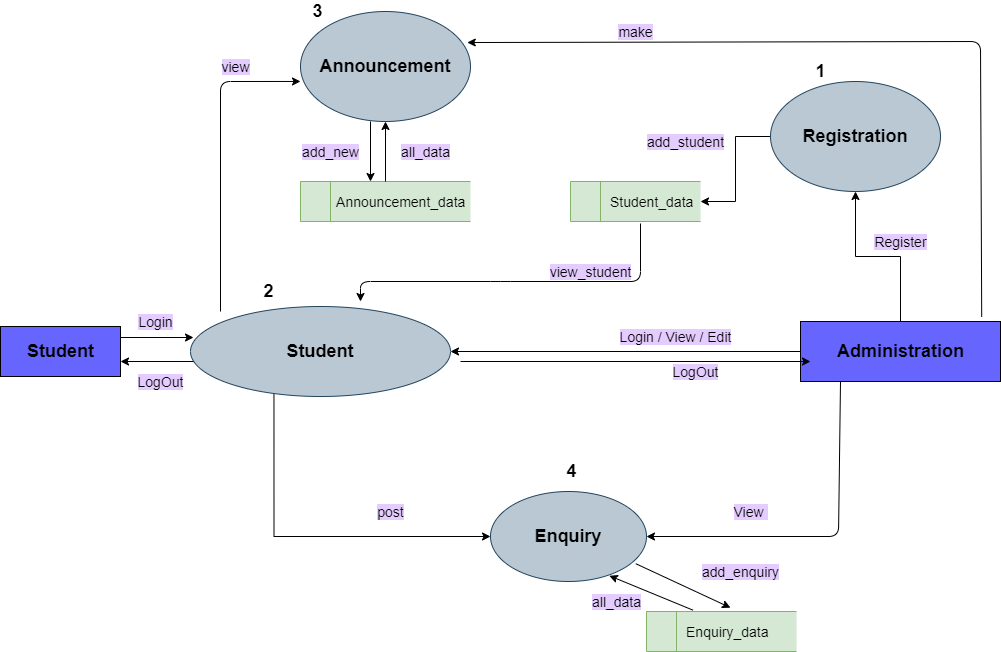 3
make
Announcement
view
1
Registration
add_student
add_new
all_data
Announcement_data
Student_data
Register
view_student
2
Login
Student
Student
Login / View / Edit
Administration
LogOut
LogOut
4
post
View
Enquiry
add_enquiry
all_data
Enquiry_data